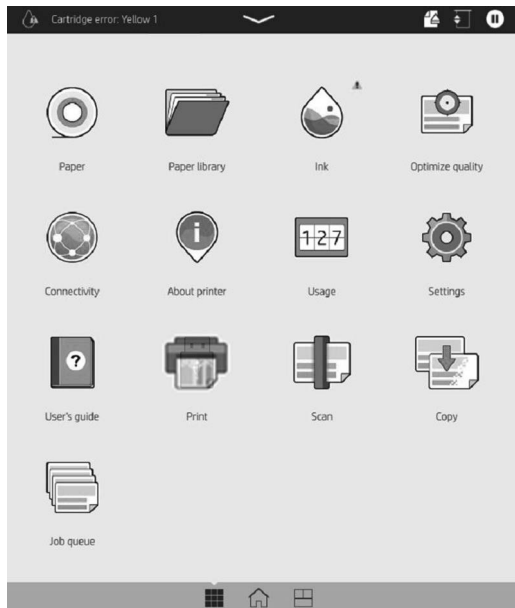 Cartridge error: Yellow 1
Paper
Paper library
Ink
Optimize quality
127
Connectivity
About printer
Usage
Settings
?
User's guide
Print
Scan
Copy
Job queue